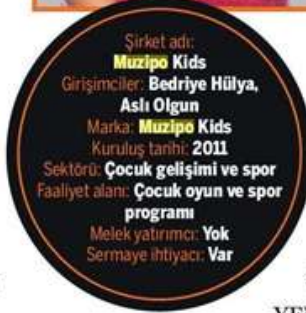 Şirket adı:
Muzipo Kids
Girişimciler: Bedriye Hülya,
Aslı Olgun
Marka: Muzipo Kids
Kuruluş tarihi: 2011
Sektörü: Çocuk gelişimi ve spor
Faaliyet alanı: Çocuk oyun ve spor
programı
Melek yatırımcı: Yok
Sermaye ihtiyacı: Var